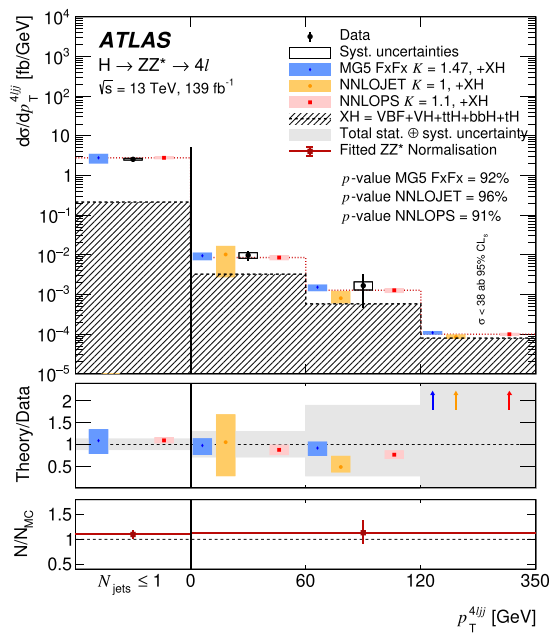 ATLAS
H → ZZ* → 4l
√s = 13 TeV, 139 fb⁻¹
Data
Syst. uncertainties
MG5 FxFx K = 1.47, +XH
NNLOJET K = 1, +XH
NNLOPS K = 1.1, +XH
XH = VBF+VH+ttH+bbH+tH
Total stat. ⊕ syst. uncertainty
Fitted ZZ* Normalisation
p-value MG5 FxFx = 92%
p-value NNLOJET = 96%
p-value NNLOPS = 91%
σ < 38 ab 95% CLₛ
dσ/dp_T^{4ljj} [fb/GeV]
10⁴
10³
10²
10
1
10⁻¹
10⁻²
10⁻³
10⁻⁴
10⁻⁵
Theory/Data
2
1.5
1
0.5
0
N/N_MC
1.5
1
0.5
N_jets ≤ 1 0 60 120 350
p_T^{4ljj} [GeV]